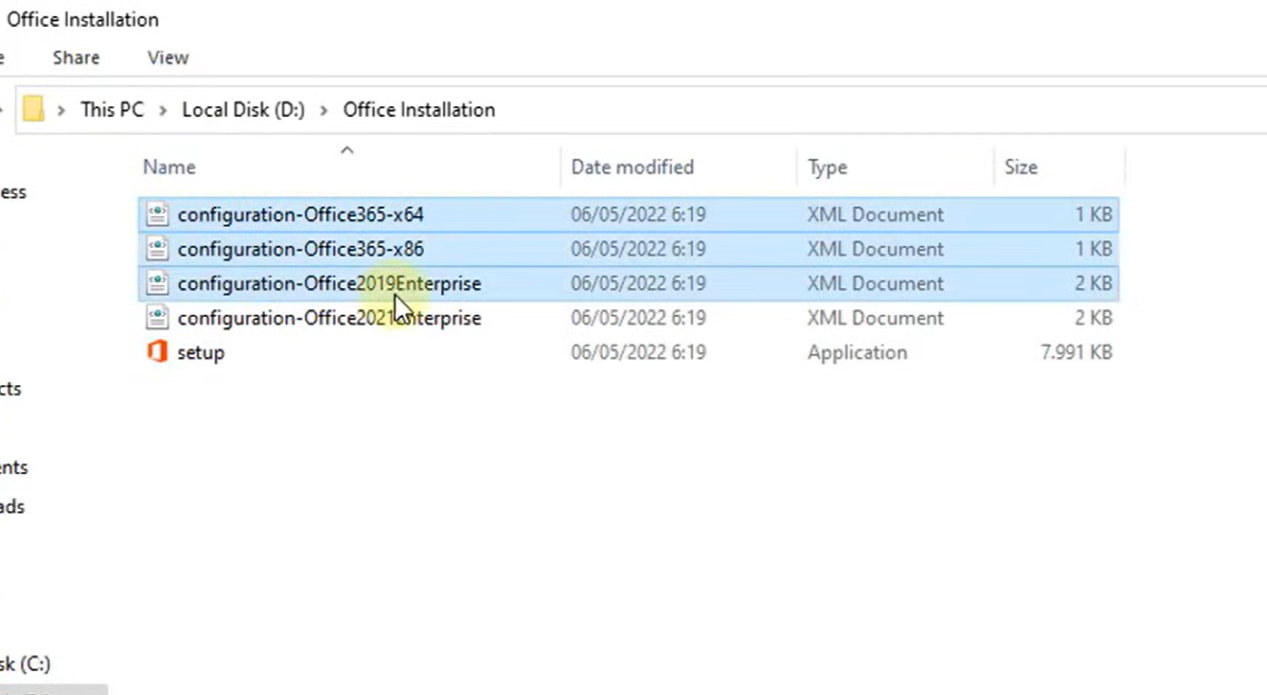 Office Installation
e Share View
This PC > Local Disk (D:) > Office Installation
Name Date modified Type Size
ess
configuration-Office365-x64 06/05/2022 6:19 XML Document 1 KB
configuration-Office365-x86 06/05/2022 6:19 XML Document 1 KB
configuration-Office2019Enterprise 06/05/2022 6:19 XML Document 2 KB
configuration-Office2021Enterprise 06/05/2022 6:19 XML Document 2 KB
setup 06/05/2022 6:19 Application 7.991 KB
cts
ents
ads
sk (C:)